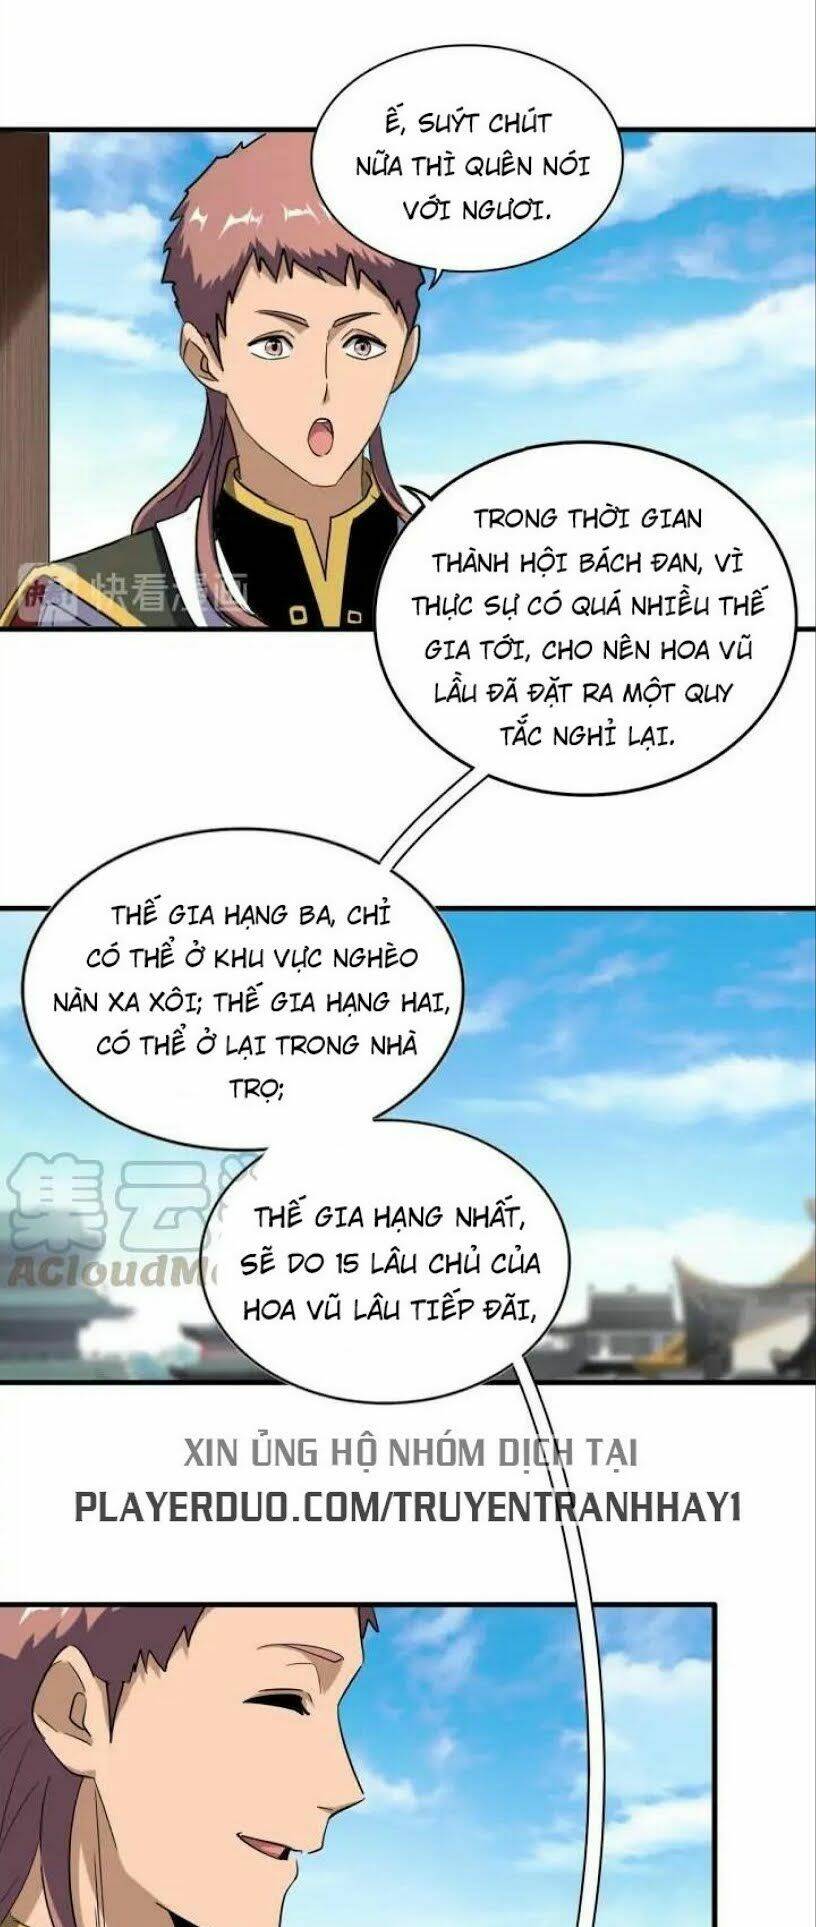 Ế, SUÝT CHÚT
NỮA THÌ QUÊN NÓI
VỚI NGƯƠI.
TRONG THỜI GIAN
THÀNH HỘI BÁCH ĐAN, VÌ
THỰC SỰ CÓ QUÁ NHIỀU THẾ
GIA TỚI, CHO NÊN HOA VŨ
LẦU ĐÃ ĐẶT RA MỘT QUY
TẮC NGHỈ LẠI.
快看漫画
THẾ GIA HẠNG BA, CHỈ
CÓ THỂ Ở KHU VỰC NGHÈO
NÀN XA XÔI; THẾ GIA HẠNG HAI,
CÓ THỂ Ở LẠI TRONG NHÀ
TRỌ;
集云
ACloudM
THẾ GIA HẠNG NHẤT,
SẼ DO 15 LÂU CHỦ CỦA
HOA VŨ LÂU TIẾP ĐÃI,
XIN ỦNG HỘ NHÓM DỊCH TẠI
PLAYERDUO.COM/TRUYENTRANHHAY1